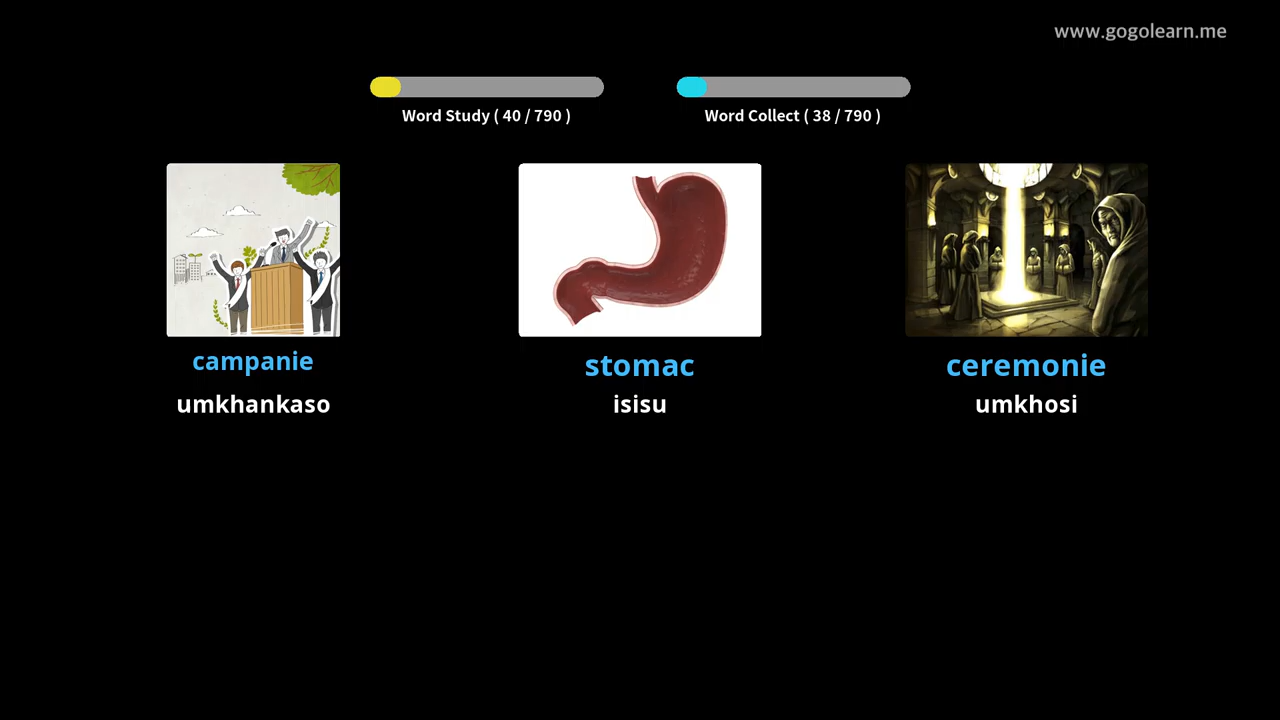 www.gogolearn.me
Word Study ( 40 / 790 )
Word Collect ( 38 / 790 )
campanie
stomac
ceremonie
umkhankaso
isisu
umkhosi